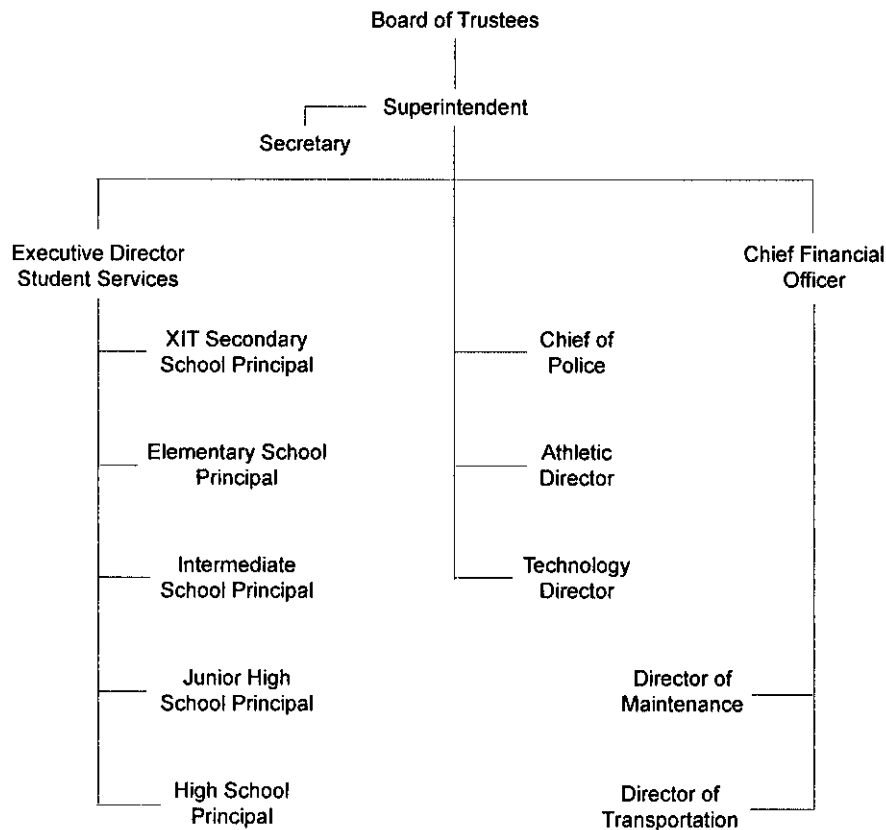 Board of Trustees
Superintendent
Secretary
Executive Director
Student Services
Chief Financial
Officer
XIT Secondary
School Principal
Chief of
Police
Elementary School
Principal
Athletic
Director
Intermediate
School Principal
Technology
Director
Junior High
School Principal
Director of
Maintenance
High School
Principal
Director of
Transportation